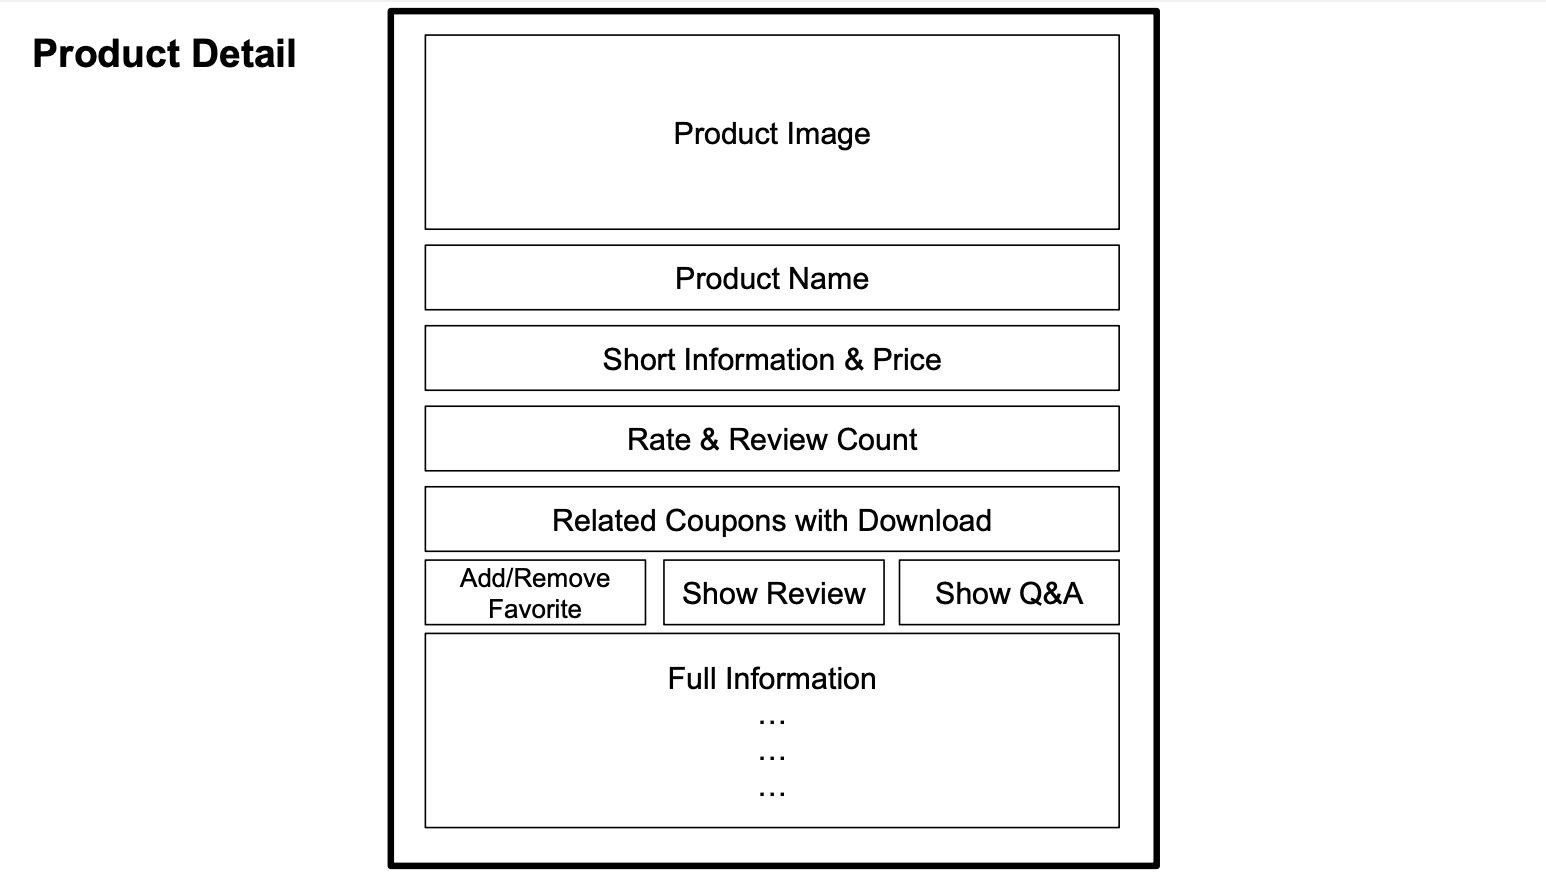 Product Detail
Product Image
Product Name
Short Information & Price
Rate & Review Count
Related Coupons with Download
Add/Remove
Favorite
Show Review
Show Q&A
Full Information
...
...
...